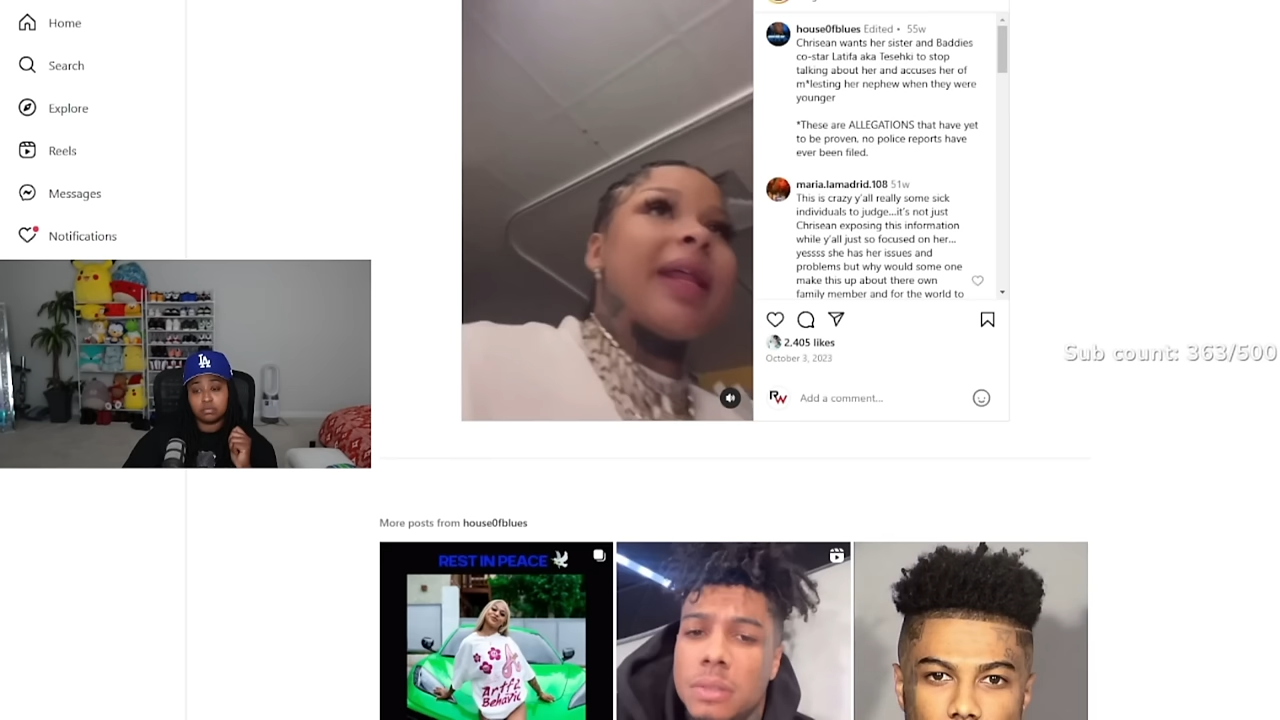 Home
Search
Explore
Reels
Messages
Notifications
LA
house0fblues Edited • 55w
Chrisean wants her sister and Baddies
co-star Latifa aka Tesehki to stop
talking about her and accuses her of
m*lesting her nephew when they were
younger
*These are ALLEGATIONS that have yet
to be proven, no police reports have
ever been filed.
maria.lamadrid.108 51w
This is crazy y'all really some sick
individuals to judge...it's not just
Chrisean exposing this information
while y'all just so focused on her...
yessss she has her issues and
problems but why would some one
make this up about there own
family member and for the world to
2,405 likes
October 3, 2023
RW
Add a comment...
Sub count: 363/500
More posts from house0fblues
REST IN PEACE